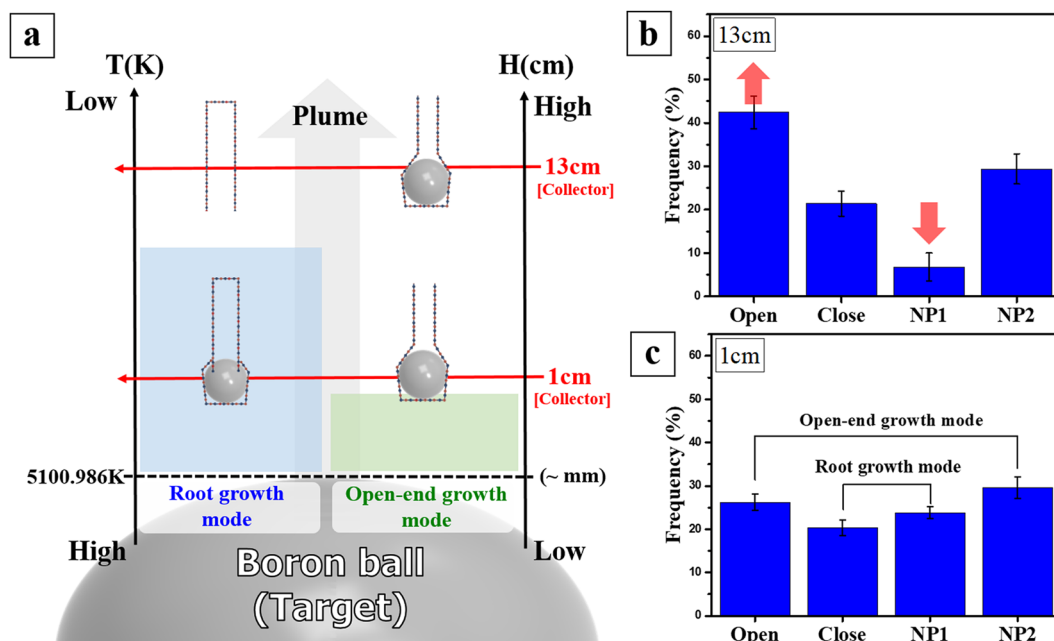 a
T(K)
H(cm)
Low
High
Plume
13cm
[Collector]
1cm
[Collector]
5100.986K
(~ mm)
Root growth
mode
Open-end growth
mode
High
Low
Boron ball
(Target)
b
13cm
Frequency (%)
60
50
40
30
20
10
0
Open Close NP1 NP2
c
1cm
Frequency (%)
60
50
40
30
20
10
0
Open-end growth mode
Root growth mode
Open Close NP1 NP2